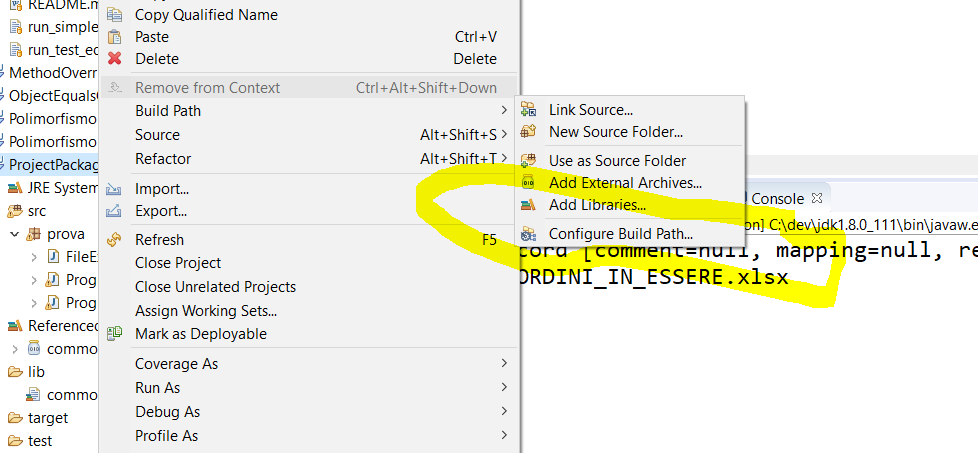 README.m
Copy Qualified Name
run_simple
Paste Ctrl+V
run_test_ec
Delete Delete
MethodOverr
Remove from Context Ctrl+Alt+Shift+Down
ObjectEquals
Build Path
Polimorfismo
Source Alt+Shift+S
Polimorfismo
Refactor Alt+Shift+T
ProjectPackag
Import...
JRE System
Export...
src
Refresh F5
prova
Close Project
FileE
Close Unrelated Projects
Prog
Assign Working Sets...
Prog
Mark as Deployable
Referenced
Coverage As
commo
Run As
lib
Debug As
commo
Profile As
target
test
Link Source...
New Source Folder...
Use as Source Folder
Add External Archives...
Add Libraries...
Configure Build Path...
Console
on] C:\dev\jdk1.8.0_111\bin\javaw.e
cord [comment=null, mapping=null, re
ORDINI_IN_ESSERE.xlsx